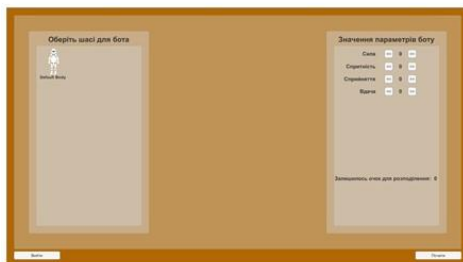 Оберіть шасі для бота
Default Body
Значення параметрів боту
Сила 0
Спритність 0
Сприйняття 0
Вдача 0
Залишилось очок для розподілення: 0
Вийти
Почати